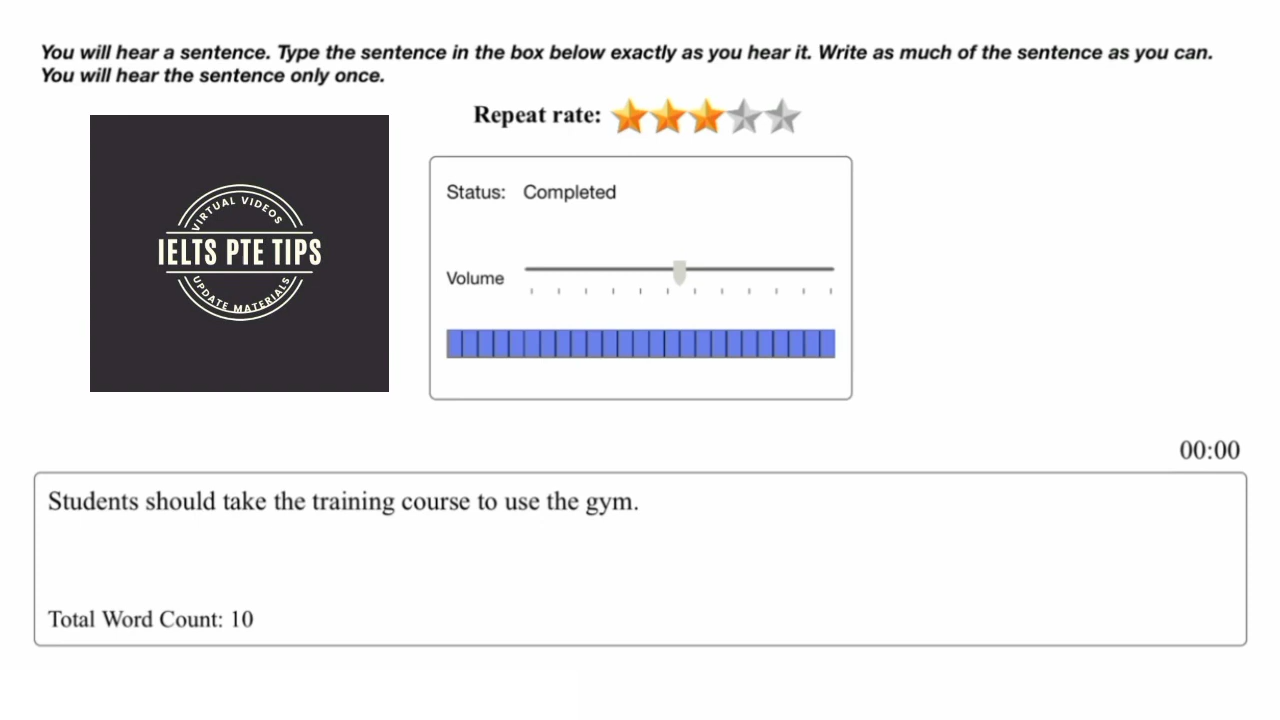 You will hear a sentence. Type the sentence in the box below exactly as you hear it. Write as much of the sentence as you can.
You will hear the sentence only once.
Repeat rate:
VIRTUAL VIDEOS
IELTS PTE TIPS
UPDATE MATERIALS
Status: Completed
Volume
00:00
Students should take the training course to use the gym.
Total Word Count: 10